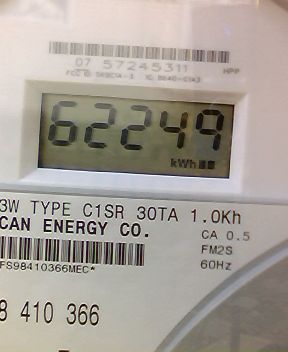 07 57245311
HPP
62249
kWh
3W TYPE C1SR 30TA 1.0Kh
CAN ENERGY CO.
CA 0.5
FM2S
60Hz
FS98410366MEC*
8 410 366